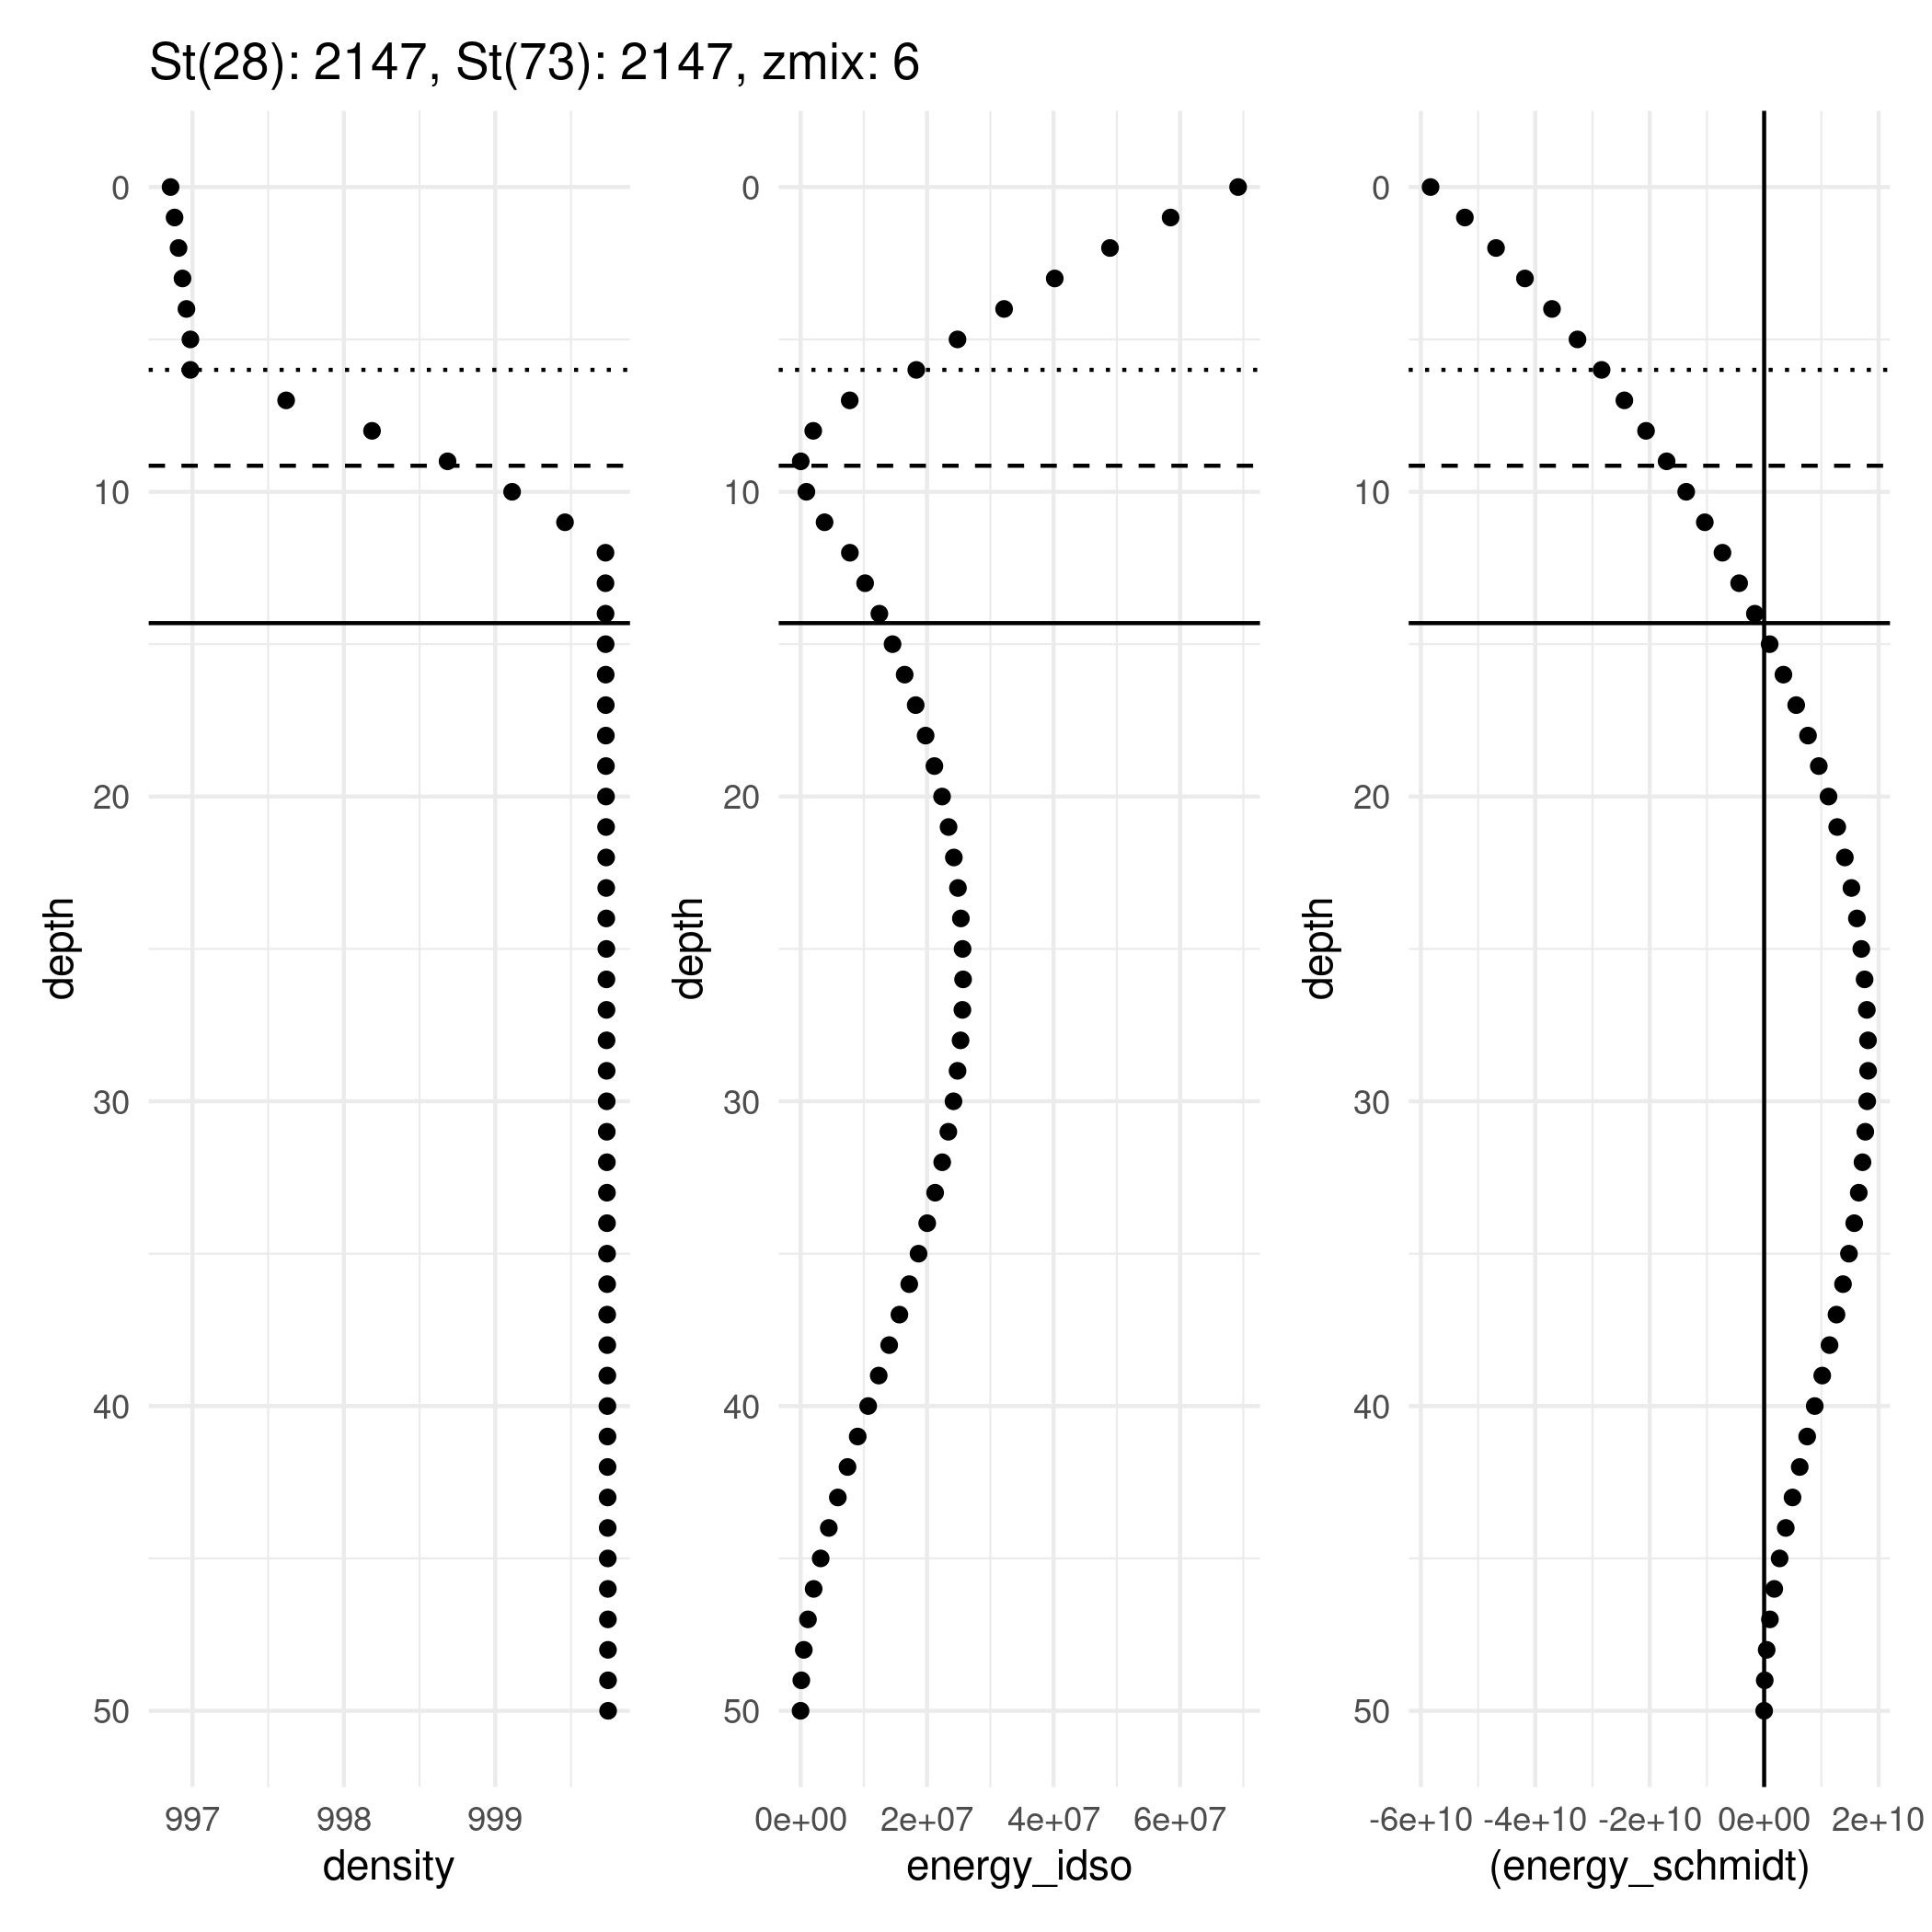 St(28): 2147, St(73): 2147, zmix: 6
0
10
20
30
40
50
depth
997 998 999
density
0
10
20
30
40
50
depth
0e+00 2e+07 4e+07 6e+07
energy_idso
0
10
20
30
40
50
depth
-6e+10 -4e+10 -2e+10 0e+00 2e+10
(energy_schmidt)